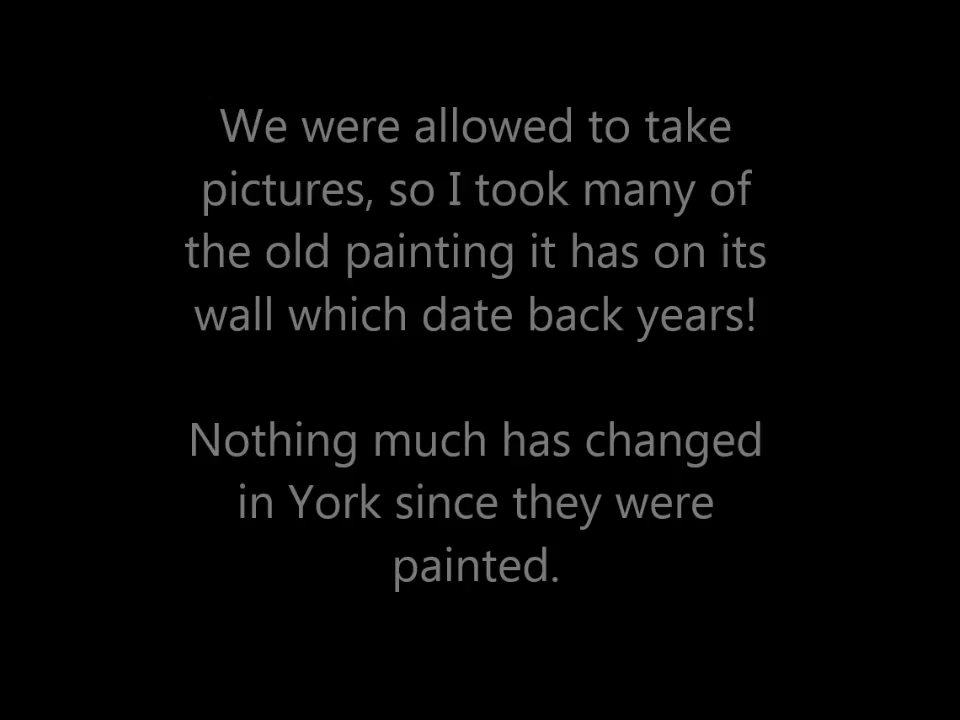 We were allowed to take
pictures, so I took many of
the old painting it has on its
wall which date back years!
Nothing much has changed
in York since they were
painted.